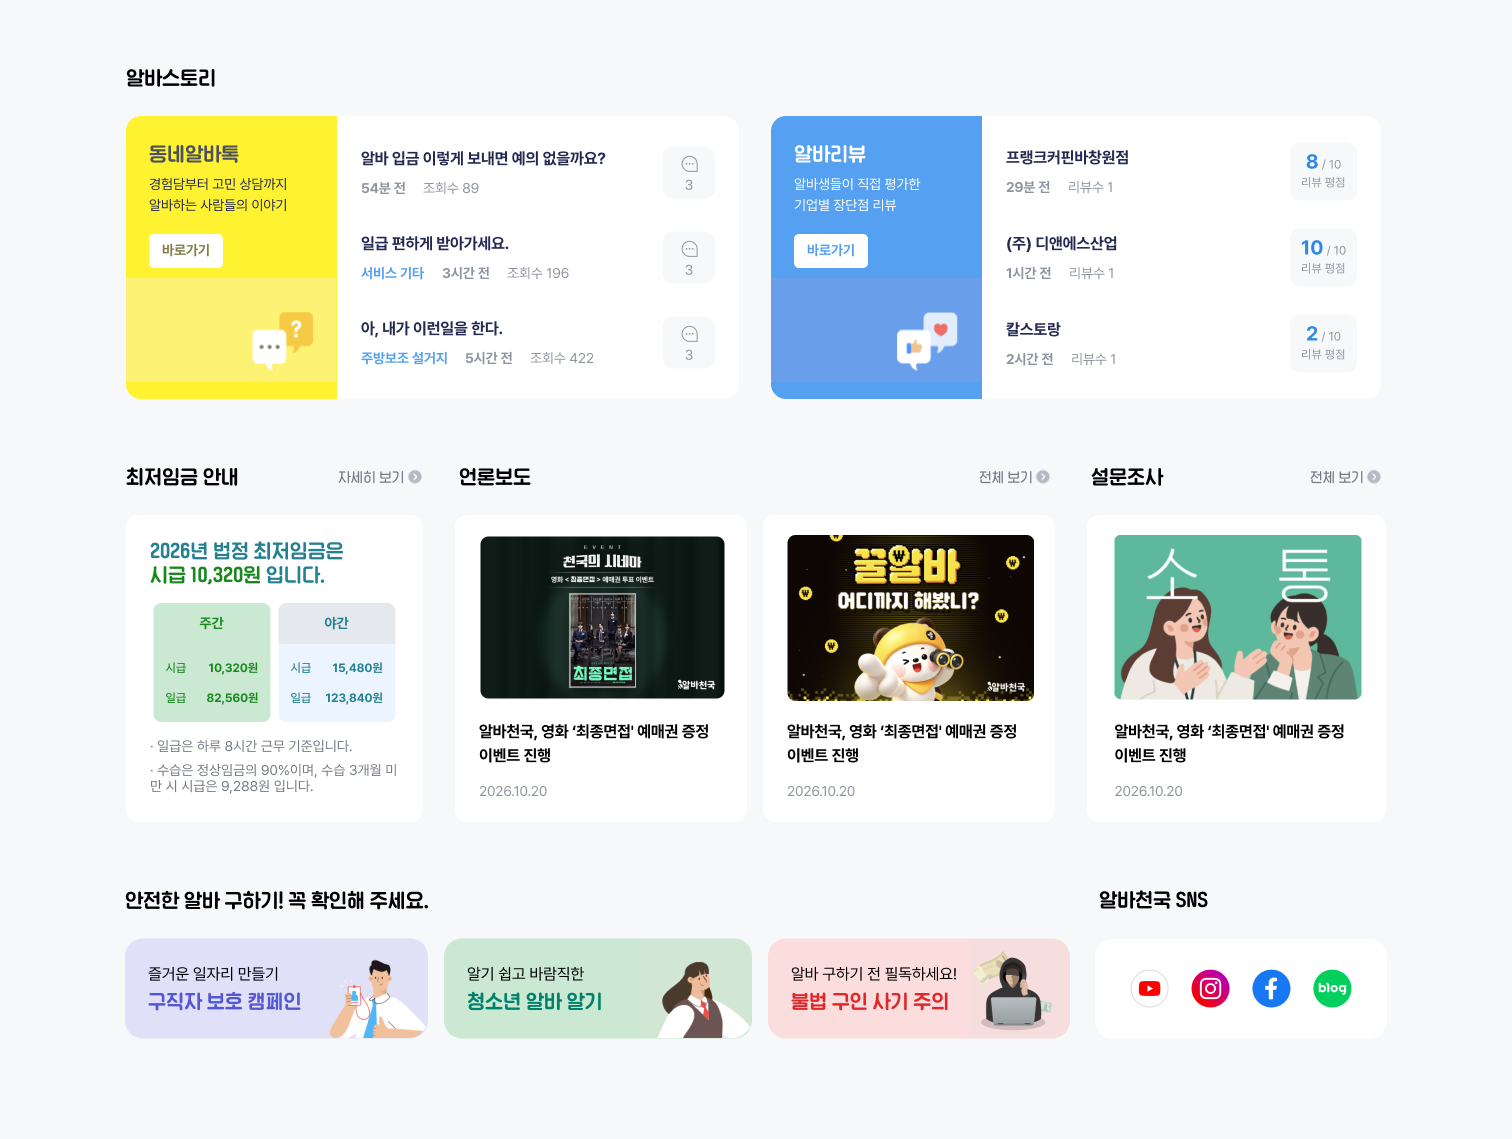 알바스토리
동네알바톡
경험담부터 고민 상담까지
알바하는 사람들의 이야기
바로가기
?
알바 입금 이렇게 보내면 예의 없을까요?
54분 전 조회수 89
3
일급 편하게 받아가세요.
서비스 기타 3시간 전 조회수 196
3
아, 내가 이런일을 한다.
주방보조 설거지 5시간 전 조회수 422
3
알바리뷰
알바생들이 직접 평가한
기업별 장단점 리뷰
바로가기
프랭크커핀바창원점
29분 전 리뷰수 1
8 / 10
리뷰 평점
(주) 디앤에스산업
1시간 전 리뷰수 1
10 / 10
리뷰 평점
칼스토랑
2시간 전 리뷰수 1
2 / 10
리뷰 평점
최저임금 안내
자세히 보기
2026년 법정 최저임금은
시급 10,320원 입니다.
주간
시급 10,320원
일급 82,560원
야간
시급 15,480원
일급 123,840원
· 일급은 하루 8시간 근무 기준입니다.
· 수습은 정상임금의 90%이며, 수습 3개월 미
만 시 시급은 9,288원 입니다.
언론보도
전체 보기
EVENT
천국의 시네마
영화 <최종면접> 예매권 투표 이벤트
최종면접
알바천국
알바천국, 영화 ‘최종면접' 예매권 증정
이벤트 진행
2026.10.20
꿀알바
어디까지 해봤니?
알바천국
알바천국, 영화 ‘최종면접' 예매권 증정
이벤트 진행
2026.10.20
설문조사
전체 보기
소 통
알바천국, 영화 ‘최종면접' 예매권 증정
이벤트 진행
2026.10.20
안전한 알바 구하기! 꼭 확인해 주세요.
즐거운 일자리 만들기
구직자 보호 캠페인
알기 쉽고 바람직한
청소년 알바 알기
알바 구하기 전 필독하세요!
불법 구인 사기 주의
알바천국 SNS
blog